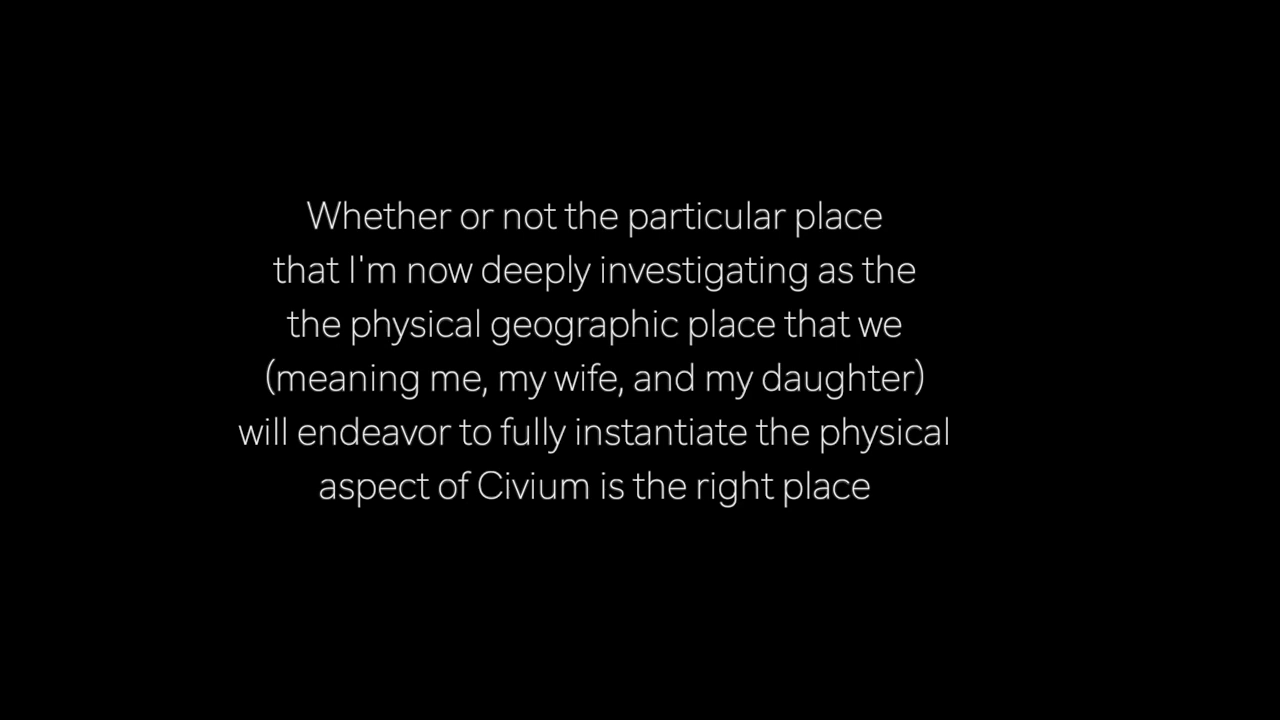 Whether or not the particular place
that I'm now deeply investigating as the
the physical geographic place that we
(meaning me, my wife, and my daughter)
will endeavor to fully instantiate the physical
aspect of Civium is the right place